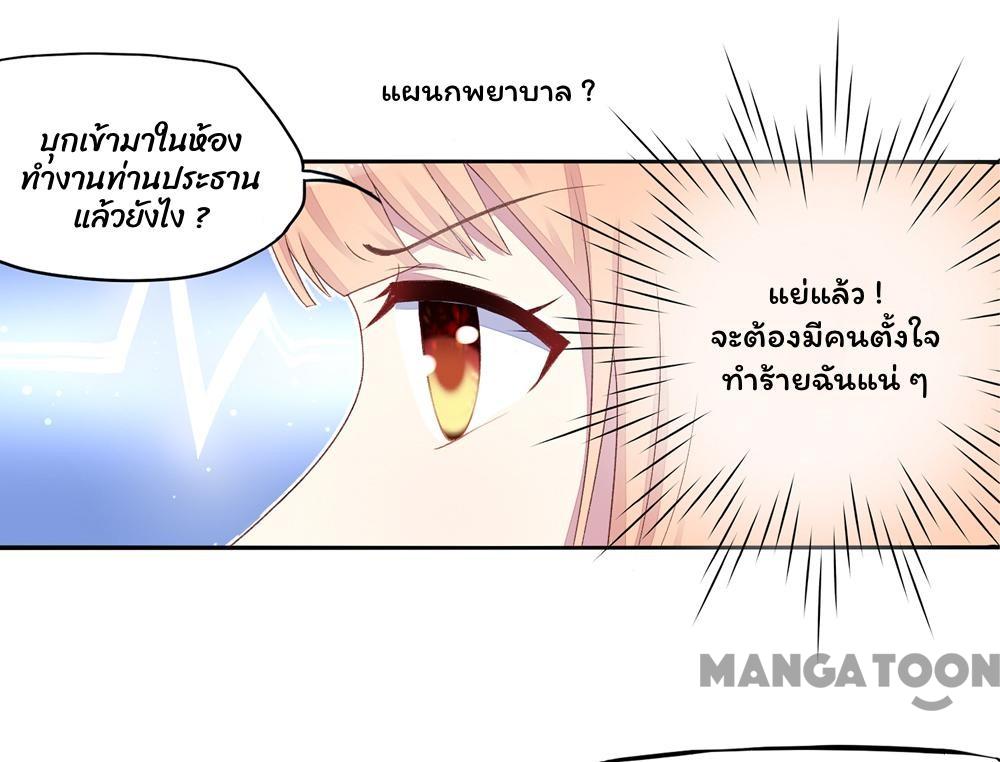 บุกเข้ามาในห้อง
ทำงานท่านประธาน
แล้วยังไง ?
แผนกพยาบาล ?
แย่แล้ว !
จะต้องมีคนตั้งใจ
ทำร้ายฉันแน่ ๆ
MANGATOON